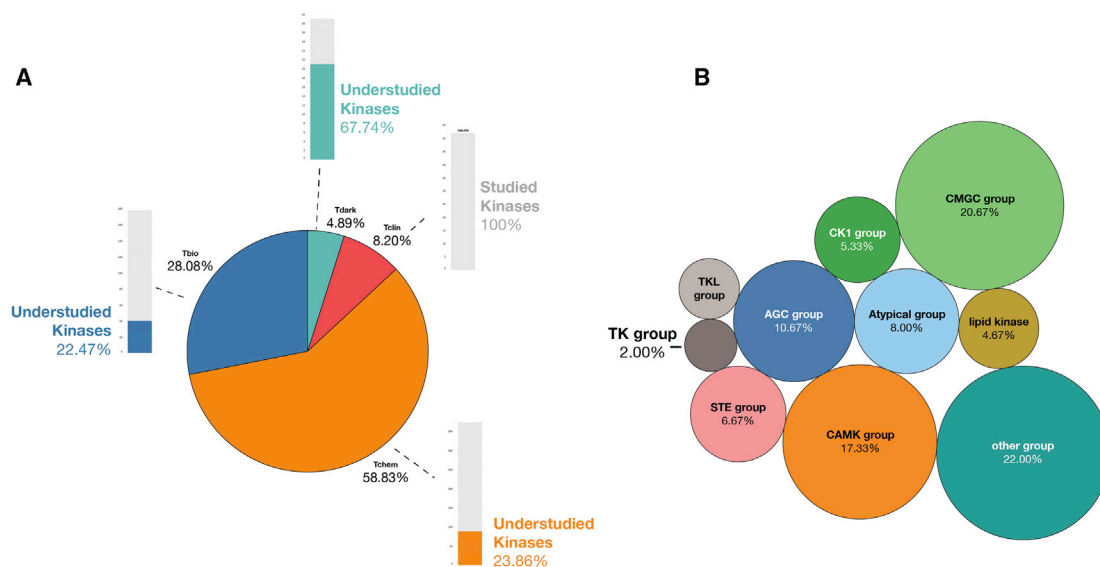 A
Understudied
Kinases
67.74%
Studied
Kinases
100%
Tdark
4.89%
Tclin
8.20%
Tbio
28.08%
Understudied
Kinases
22.47%
Tchem
58.83%
Understudied
Kinases
23.86%
B
CMGC group
20.67%
CK1 group
5.33%
TKL
group
AGC group
10.67%
Atypical group
8.00%
lipid kinase
4.67%
TK group
2.00%
STE group
6.67%
CAMK group
17.33%
other group
22.00%